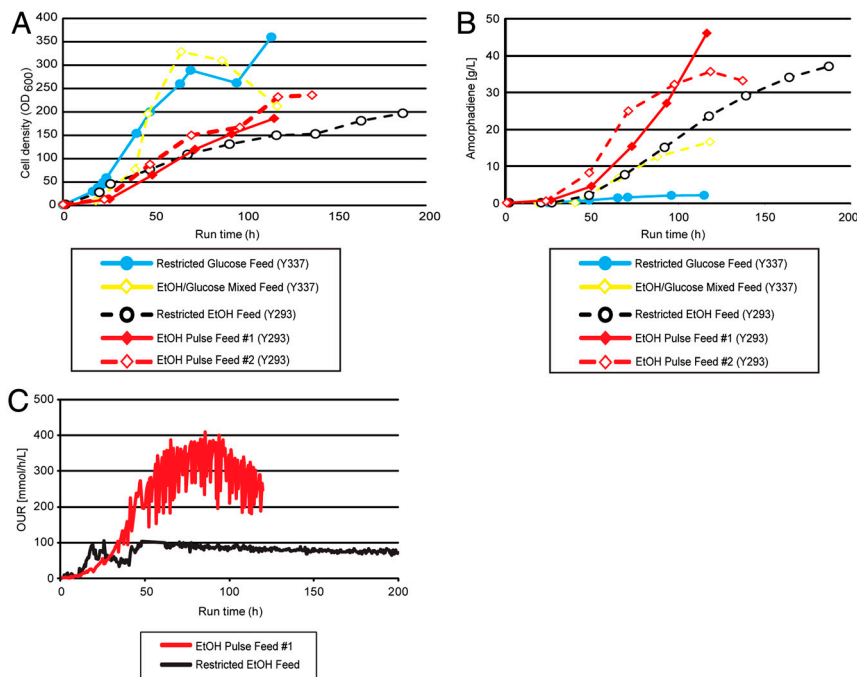 A
Cell density (OD 600)
400
350
300
250
200
150
100
50
0
0 50 100 150 200
Run time (h)
Restricted Glucose Feed (Y337)
EtOH/Glucose Mixed Feed (Y337)
Restricted EtOH Feed (Y293)
EtOH Pulse Feed #1 (Y293)
EtOH Pulse Feed #2 (Y293)
B
Amorphadiene [g/L]
50
40
30
20
10
0
0 50 100 150 200
Run time (h)
Restricted Glucose Feed (Y337)
EtOH/Glucose Mixed Feed (Y337)
Restricted EtOH Feed (Y293)
EtOH Pulse Feed #1 (Y293)
EtOH Pulse Feed #2 (Y293)
C
OUR [mmol/h/L]
500
400
300
200
100
0
0 50 100 150 200
Run time (h)
EtOH Pulse Feed #1
Restricted EtOH Feed